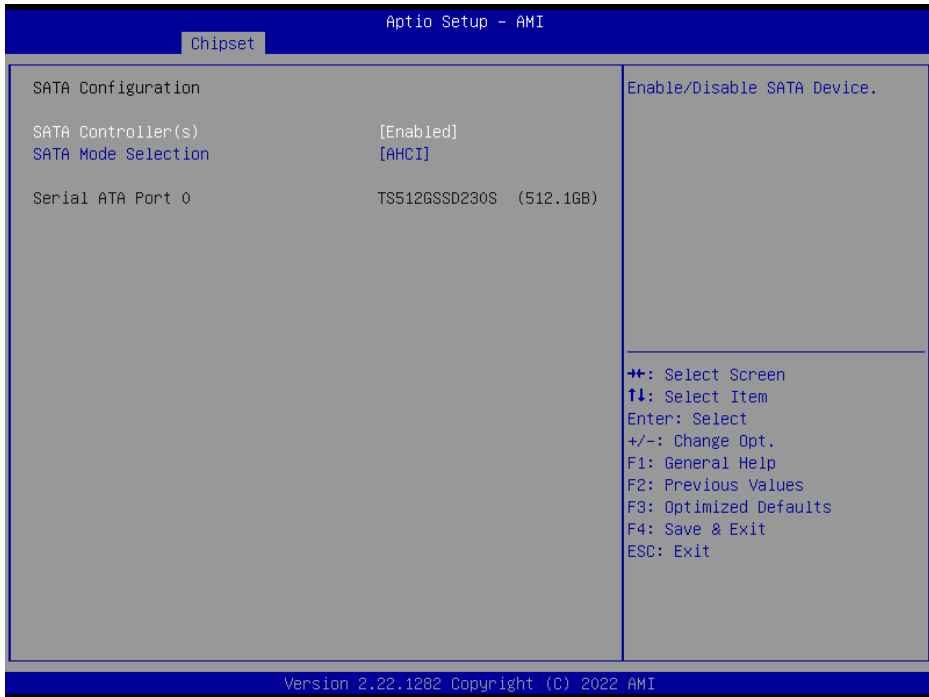 Aptio Setup – AMI
Chipset
SATA Configuration
SATA Controller(s) [Enabled]
SATA Mode Selection [AHCI]
Serial ATA Port 0 TS512GSSD230S (512.1GB)
Enable/Disable SATA Device.
→←: Select Screen
↑↓: Select Item
Enter: Select
+/-: Change Opt.
F1: General Help
F2: Previous Values
F3: Optimized Defaults
F4: Save & Exit
ESC: Exit
Version 2.22.1282 Copyright (C) 2022 AMI